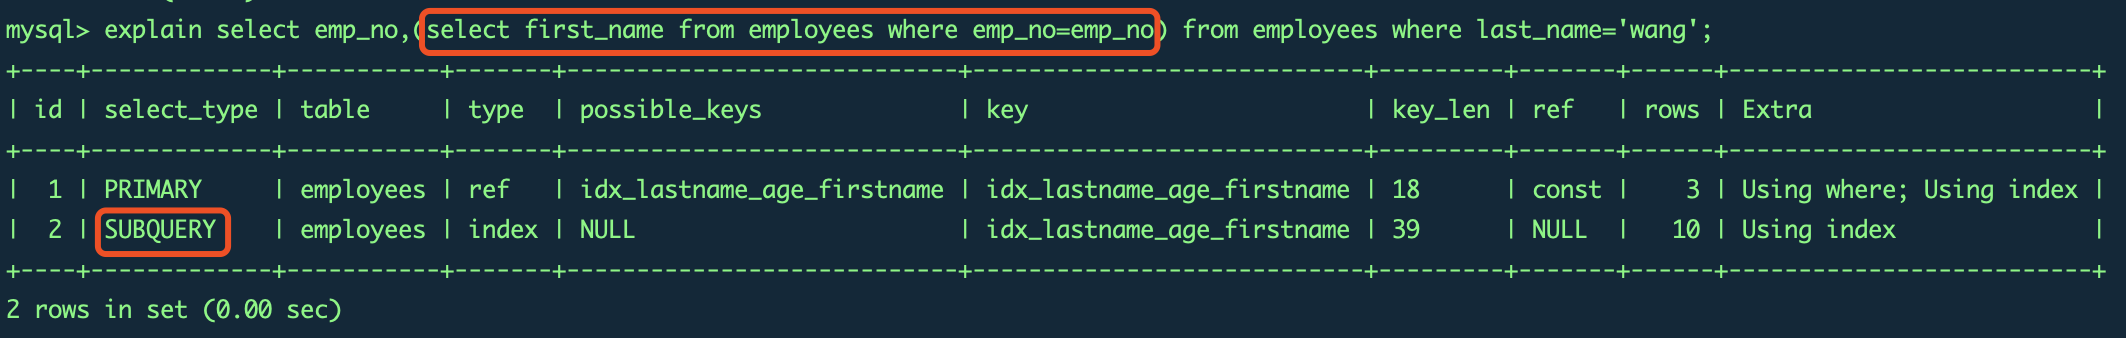 mysql> explain select emp_no,(select first_name from employees where emp_no=emp_no) from employees where last_name='wang';
+----+-------------+-----------+-------+----------------------------+----------------------------+---------+-------+------+--------------------------+
| id | select_type | table     | type  | possible_keys              | key                        | key_len | ref   | rows | Extra                    |
+----+-------------+-----------+-------+----------------------------+----------------------------+---------+-------+------+--------------------------+
|  1 | PRIMARY     | employees | ref   | idx_lastname_age_firstname | idx_lastname_age_firstname | 18      | const |    3 | Using where; Using index |
|  2 | SUBQUERY    | employees | index | NULL                       | idx_lastname_age_firstname | 39      | NULL  |   10 | Using index              |
+----+-------------+-----------+-------+----------------------------+----------------------------+---------+-------+------+--------------------------+
2 rows in set (0.00 sec)